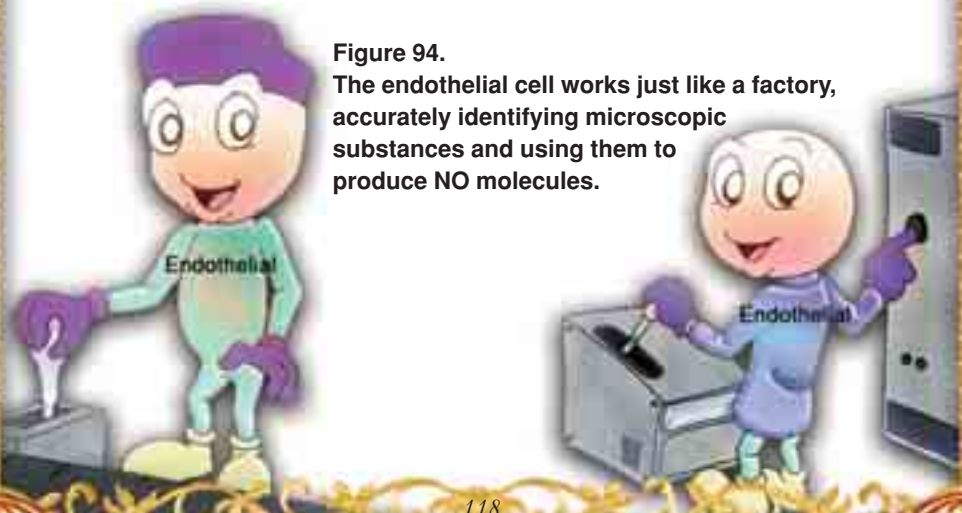 Figure 94.
The endothelial cell works just like a factory,
accurately identifying microscopic
substances and using them to
produce NO molecules.
Endothelial
Endothelial
118